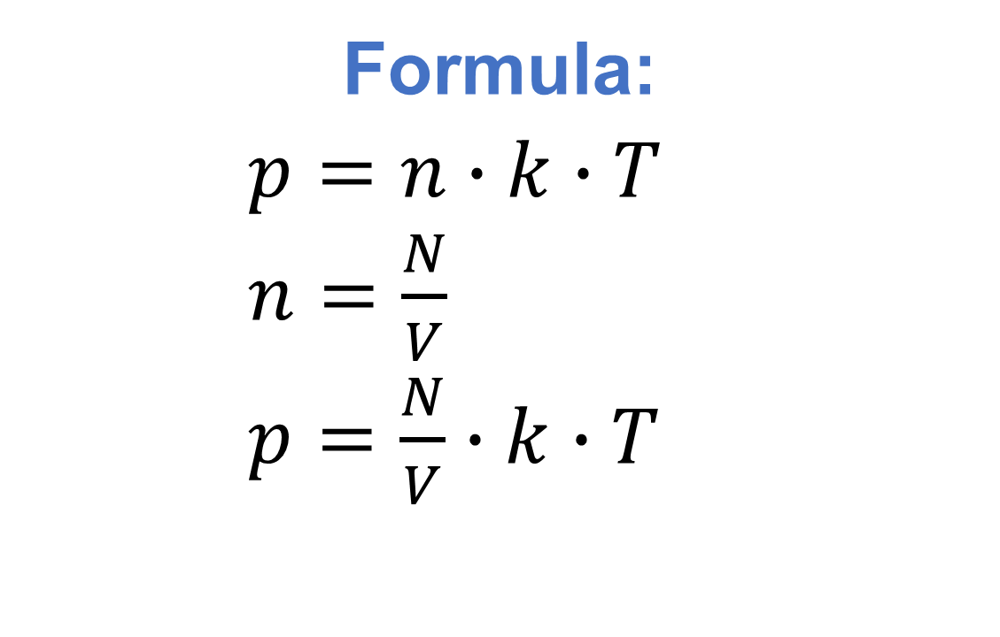 Formula:
p = n · k · T
n = N/V
p = N/V · k · T